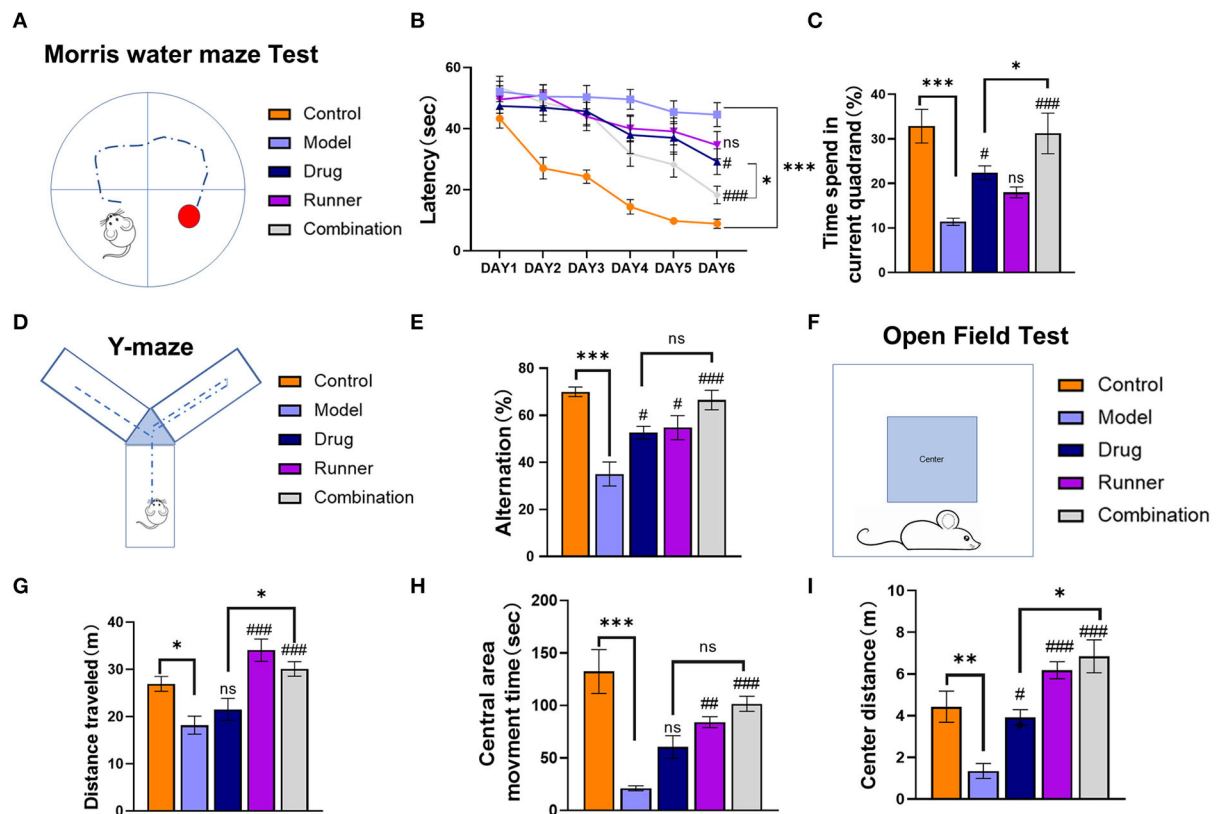 A
Morris water maze Test
Control
Model
Drug
Runner
Combination
B
Latency(sec)
60
40
20
0
DAY1 DAY2 DAY3 DAY4 DAY5 DAY6
ns
#
###
*
***
C
Time spend in
current quadrand(%)
40
30
20
10
0
***
*
#
ns
###
D
Y-maze
Control
Model
Drug
Runner
Combination
E
Alternation(%)
80
60
40
20
0
***
ns
#
#
###
F
Open Field Test
Center
Control
Model
Drug
Runner
Combination
G
Distance traveled(m)
40
30
20
10
0
*
*
ns
###
###
H
Central area
movment time(sec)
200
150
100
50
0
***
ns
ns
##
###
I
Center distance(m)
8
6
4
2
0
**
*
#
###
###